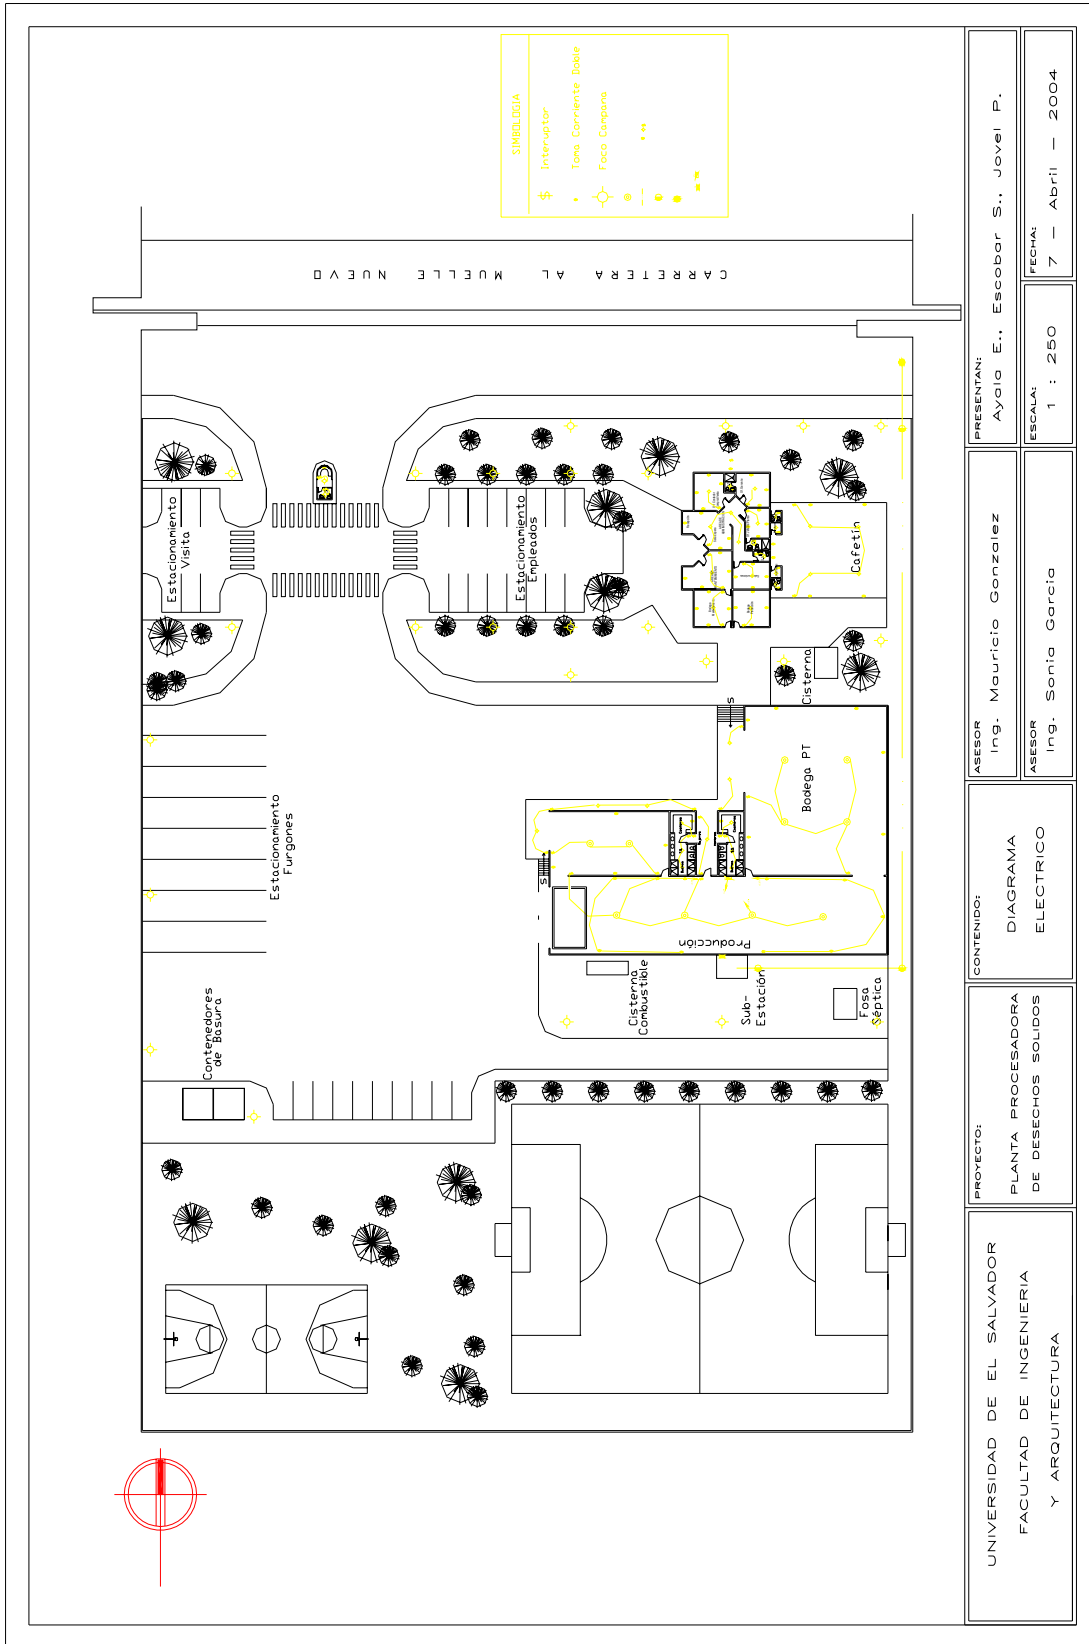 SIMBOLOGIA
$ Interruptor
Toma Corriente Doble
Foco Campana
CARRETERA AL MUELLE NUEVO
Estacionamiento
Visita
Estacionamiento
Empleados
Cafetín
Cisterna
S
Bodega PT
Estacionamiento
Furgones
S
Producción
Cisterna
Combustible
Sub-
Estación
Fosa
Séptica
Contenedores
de Basura
UNIVERSIDAD DE EL SALVADOR
FACULTAD DE INGENIERIA
Y ARQUITECTURA
PROYECTO:
PLANTA PROCESADORA
DE DESECHOS SOLIDOS
CONTENIDO:
DIAGRAMA
ELECTRICO
ASESOR
Ing. Mauricio Gonzalez
ASESOR
Ing. Sonia Garcia
PRESENTAN:
Ayala E., Escobar S., Jovel P.
ESCALA:
1 : 250
FECHA:
7 – Abril – 2004